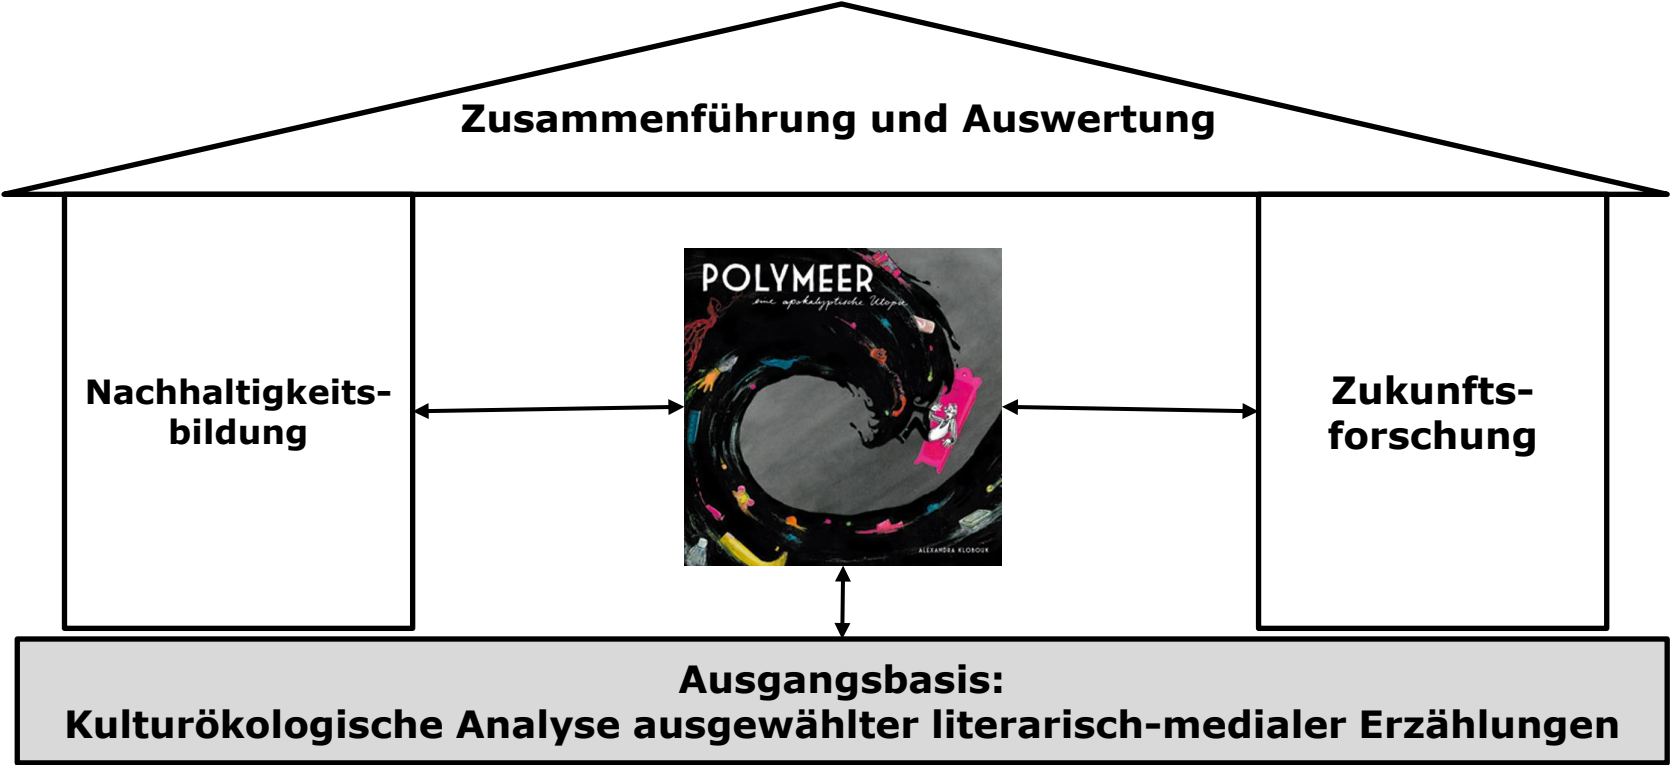 Zusammenführung und Auswertung
POLYMEER
eine apokalyptische Utopie
Nachhaltigkeits-
bildung
Zukunfts-
forschung
ALEXANDRA KLOBOUK
Ausgangsbasis:
Kulturökologische Analyse ausgewählter literarisch-medialer Erzählungen